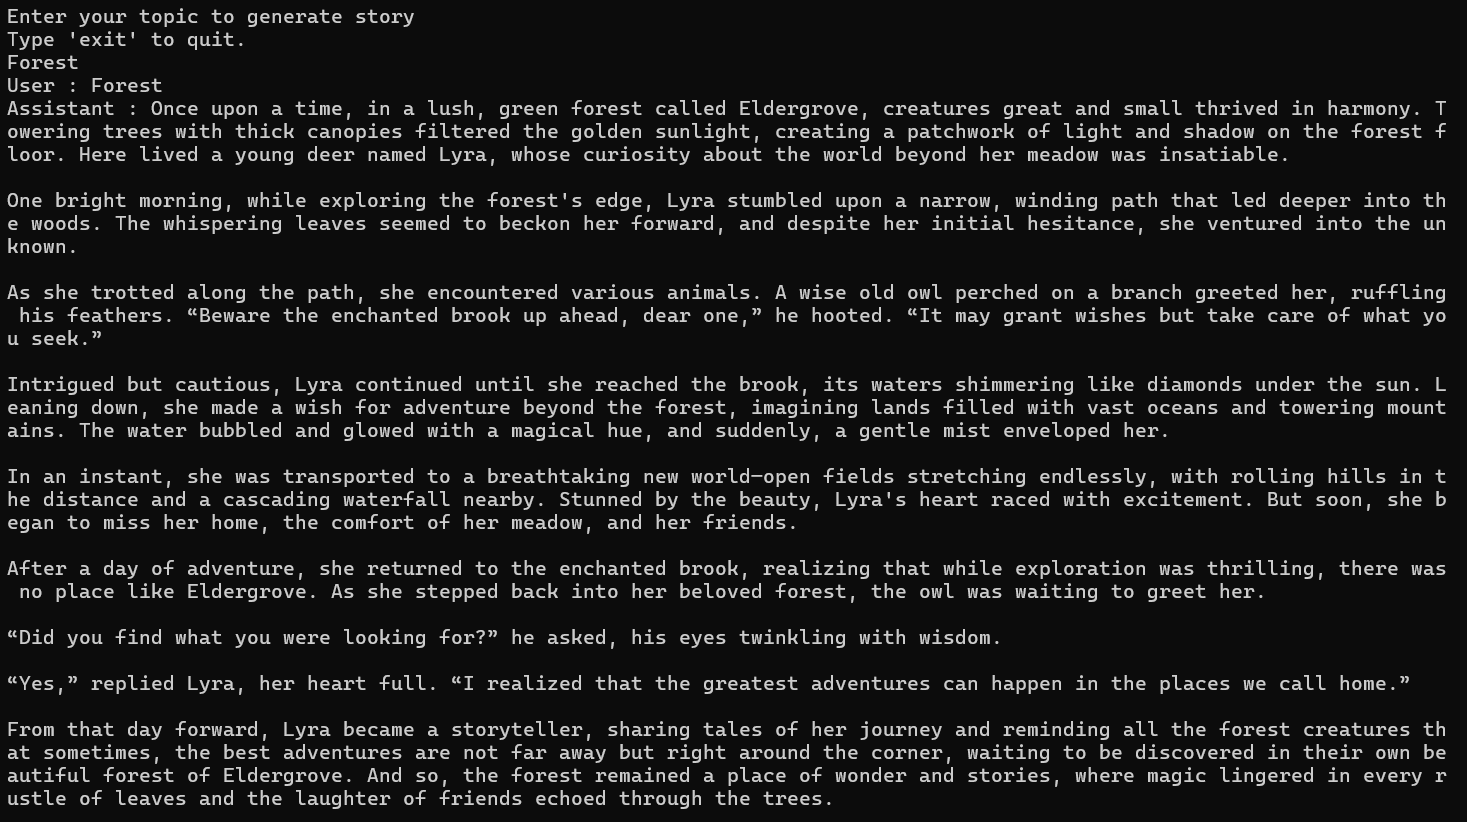 Enter your topic to generate story
Type 'exit' to quit.
Forest
User : Forest
Assistant : Once upon a time, in a lush, green forest called Eldergrove, creatures great and small thrived in harmony. T
owering trees with thick canopies filtered the golden sunlight, creating a patchwork of light and shadow on the forest f
loor. Here lived a young deer named Lyra, whose curiosity about the world beyond her meadow was insatiable.

One bright morning, while exploring the forest's edge, Lyra stumbled upon a narrow, winding path that led deeper into th
e woods. The whispering leaves seemed to beckon her forward, and despite her initial hesitance, she ventured into the un
known.

As she trotted along the path, she encountered various animals. A wise old owl perched on a branch greeted her, ruffling
 his feathers. “Beware the enchanted brook up ahead, dear one,” he hooted. “It may grant wishes but take care of what yo
u seek.”

Intrigued but cautious, Lyra continued until she reached the brook, its waters shimmering like diamonds under the sun. L
eaning down, she made a wish for adventure beyond the forest, imagining lands filled with vast oceans and towering mount
ains. The water bubbled and glowed with a magical hue, and suddenly, a gentle mist enveloped her.

In an instant, she was transported to a breathtaking new world—open fields stretching endlessly, with rolling hills in t
he distance and a cascading waterfall nearby. Stunned by the beauty, Lyra's heart raced with excitement. But soon, she b
egan to miss her home, the comfort of her meadow, and her friends.

After a day of adventure, she returned to the enchanted brook, realizing that while exploration was thrilling, there was
 no place like Eldergrove. As she stepped back into her beloved forest, the owl was waiting to greet her.

“Did you find what you were looking for?” he asked, his eyes twinkling with wisdom.

“Yes,” replied Lyra, her heart full. “I realized that the greatest adventures can happen in the places we call home.”

From that day forward, Lyra became a storyteller, sharing tales of her journey and reminding all the forest creatures th
at sometimes, the best adventures are not far away but right around the corner, waiting to be discovered in their own be
autiful forest of Eldergrove. And so, the forest remained a place of wonder and stories, where magic lingered in every r
ustle of leaves and the laughter of friends echoed through the trees.